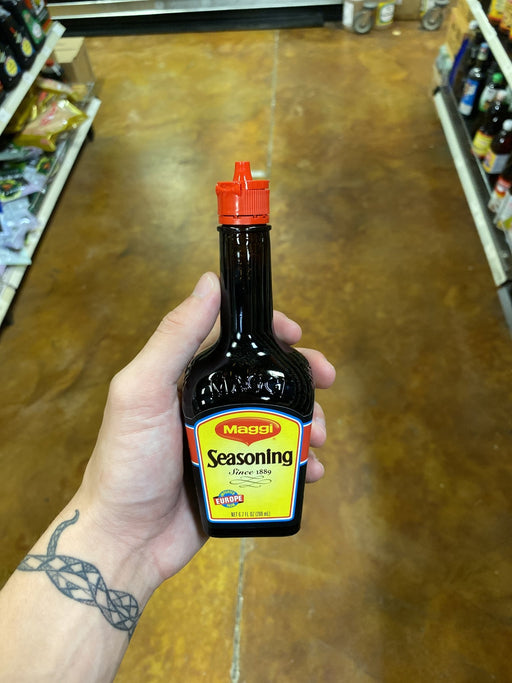 Maggi
Seasoning
Since 1889
EUROPE
NET 6.7 FL OZ (200 mL)